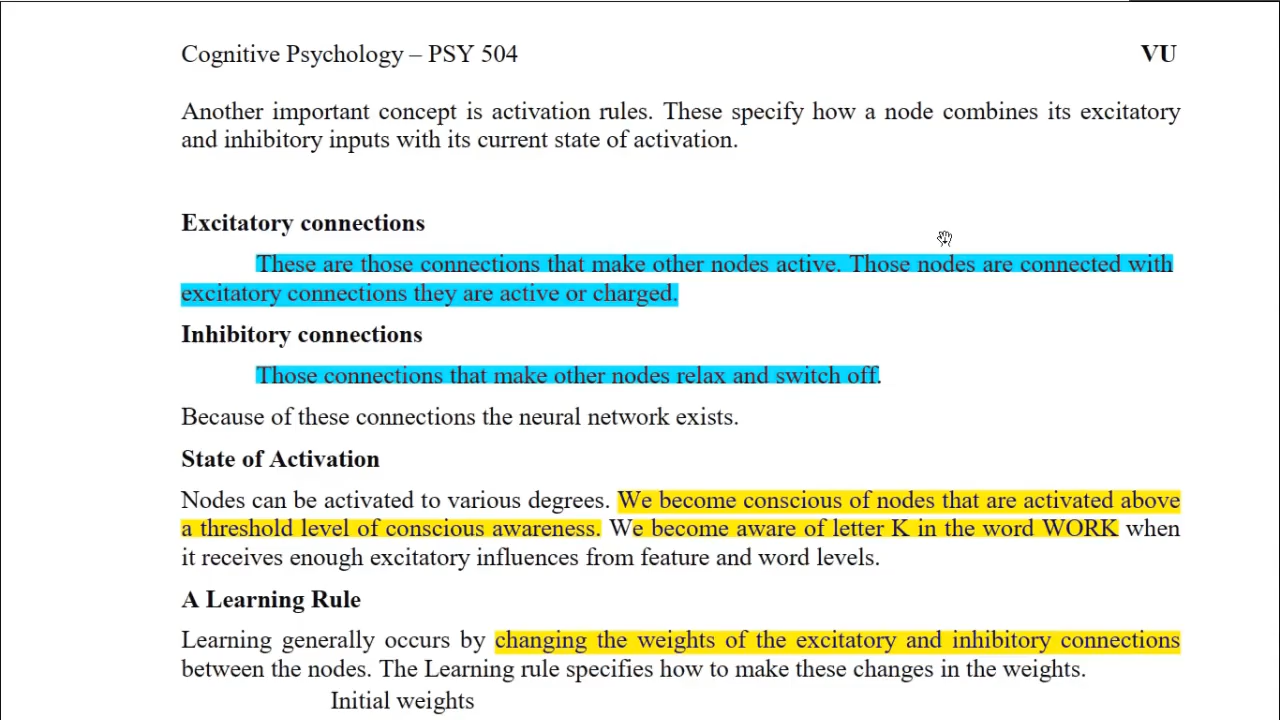 Cognitive Psychology – PSY 504 VU
Another important concept is activation rules. These specify how a node combines its excitatory
and inhibitory inputs with its current state of activation.
Excitatory connections
These are those connections that make other nodes active. Those nodes are connected with
excitatory connections they are active or charged.
Inhibitory connections
Those connections that make other nodes relax and switch off.
Because of these connections the neural network exists.
State of Activation
Nodes can be activated to various degrees. We become conscious of nodes that are activated above
a threshold level of conscious awareness. We become aware of letter K in the word WORK when
it receives enough excitatory influences from feature and word levels.
A Learning Rule
Learning generally occurs by changing the weights of the excitatory and inhibitory connections
between the nodes. The Learning rule specifies how to make these changes in the weights.
Initial weights